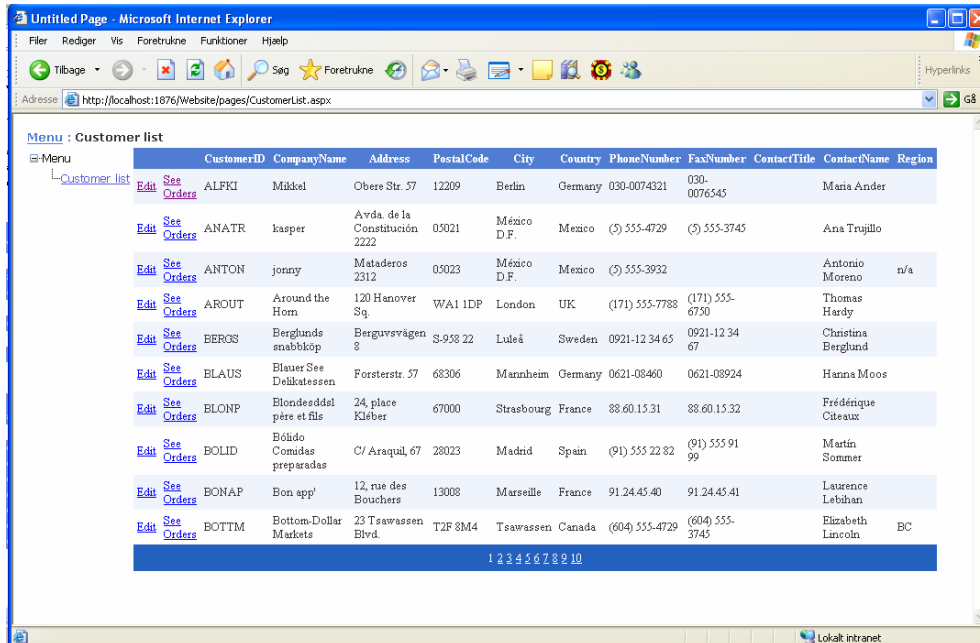 Untitled Page - Microsoft Internet Explorer
Filer Rediger Vis Foretrukne Funktioner Hjælp
Tilbage Søg Foretrukne Hyperlinks
Adresse http://localhost:1876/Website/pages/CustomerList.aspx Gå
Menu : Customer list
Menu
Customer list
CustomerID CompanyName Address PostalCode City Country PhoneNumber FaxNumber ContactTitle ContactName Region
Edit See Orders ALFKI Mikkel Obere Str. 57 12209 Berlin Germany 030-0074321 030-0076545 Maria Ander
Edit See Orders ANATR kasper Avda. de la Constitución 2222 05021 México D.F. Mexico (5) 555-4729 (5) 555-3745 Ana Trujillo
Edit See Orders ANTON jonny Mataderos 2312 05023 México D.F. Mexico (5) 555-3932 Antonio Moreno n/a
Edit See Orders AROUT Around the Horn 120 Hanover Sq. WA1 1DP London UK (171) 555-7788 (171) 555-6750 Thomas Hardy
Edit See Orders BERGS Berglunds snabbköp Berguvsvägen 8 S-958 22 Luleå Sweden 0921-12 34 65 0921-12 34 67 Christina Berglund
Edit See Orders BLAUS Blauer See Delikatessen Forsterstr. 57 68306 Mannheim Germany 0621-08460 0621-08924 Hanna Moos
Edit See Orders BLONP Blondesddsl père et fils 24, place Kléber 67000 Strasbourg France 88.60.15.31 88.60.15.32 Frédérique Citeaux
Edit See Orders BOLID Bólido Comidas preparadas C/ Araquil, 67 28023 Madrid Spain (91) 555 22 82 (91) 555 91 99 Martín Sommer
Edit See Orders BONAP Bon app' 12, rue des Bouchers 13008 Marseille France 91.24.45.40 91.24.45.41 Laurence Lebihan
Edit See Orders BOTTM Bottom-Dollar Markets 23 Tsawassen Blvd. T2F 8M4 Tsawassen Canada (604) 555-4729 (604) 555-3745 Elizabeth Lincoln BC
1 2 3 4 5 6 7 8 9 10
Lokalt intranet